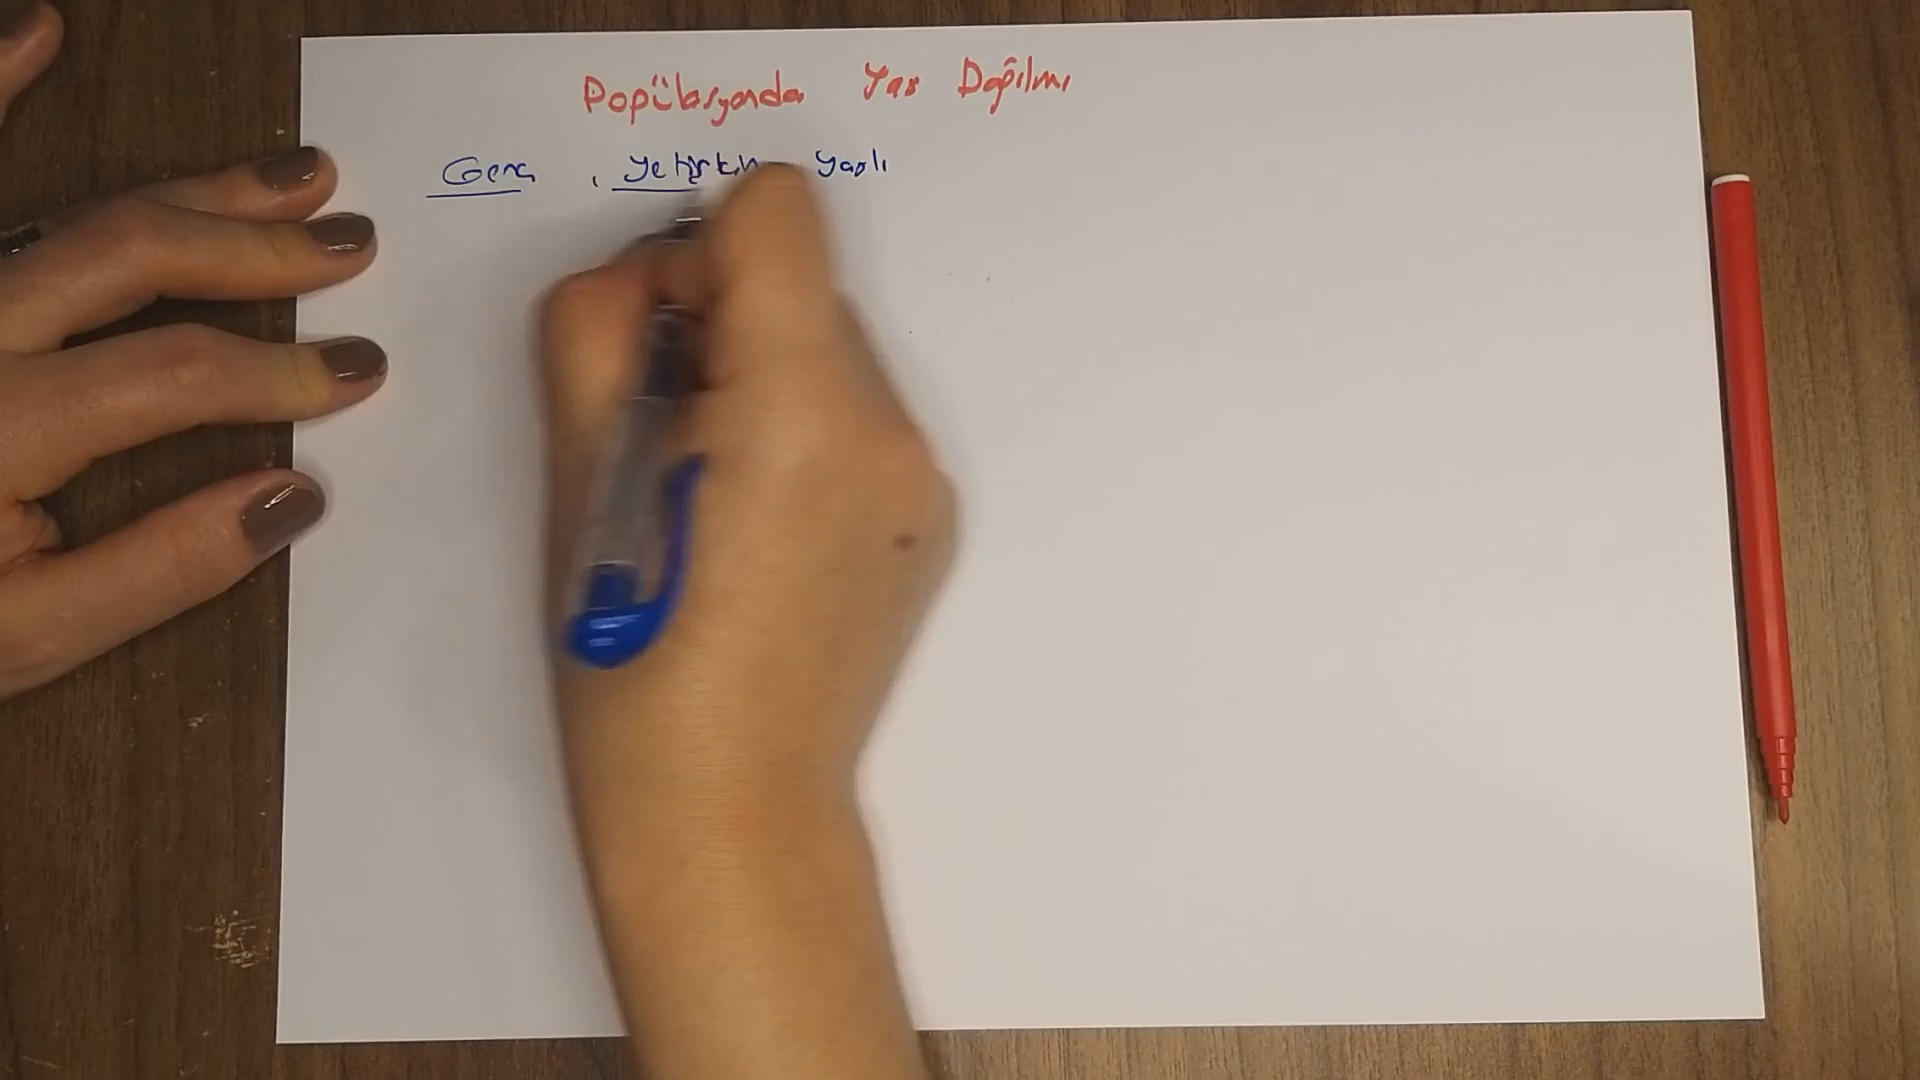 Popülasyonda Yaş Dağılımı
Genç , Yetişkin Yaşlı